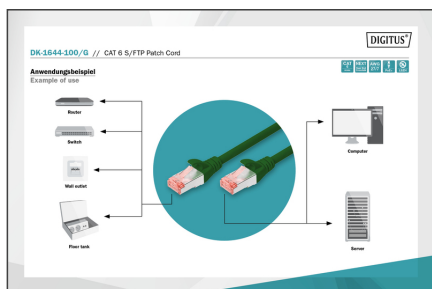 DIGITUS®
DK-1644-100/G // CAT 6 S/FTP Patch Cord
Anwendungsbeispiel
Example of use
Router
Switch
Wall outlet
Floor tank
Computer
Server